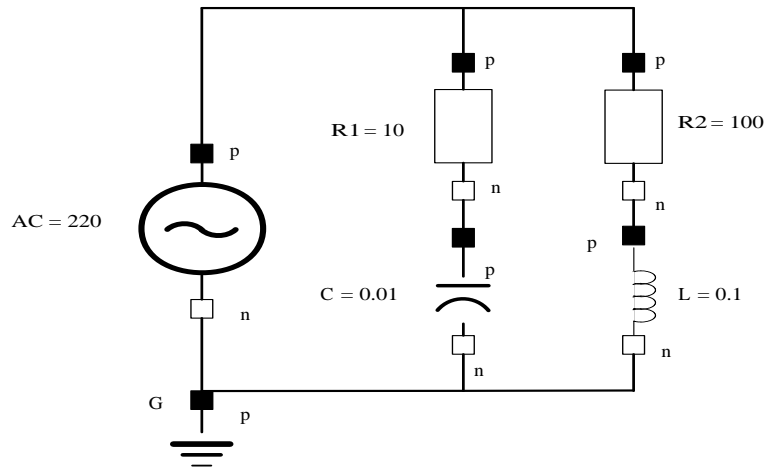 p
p
R1 = 10
R2 = 100
p
n
n
AC = 220
p
p
C = 0.01
L = 0.1
n
n
n
G
p